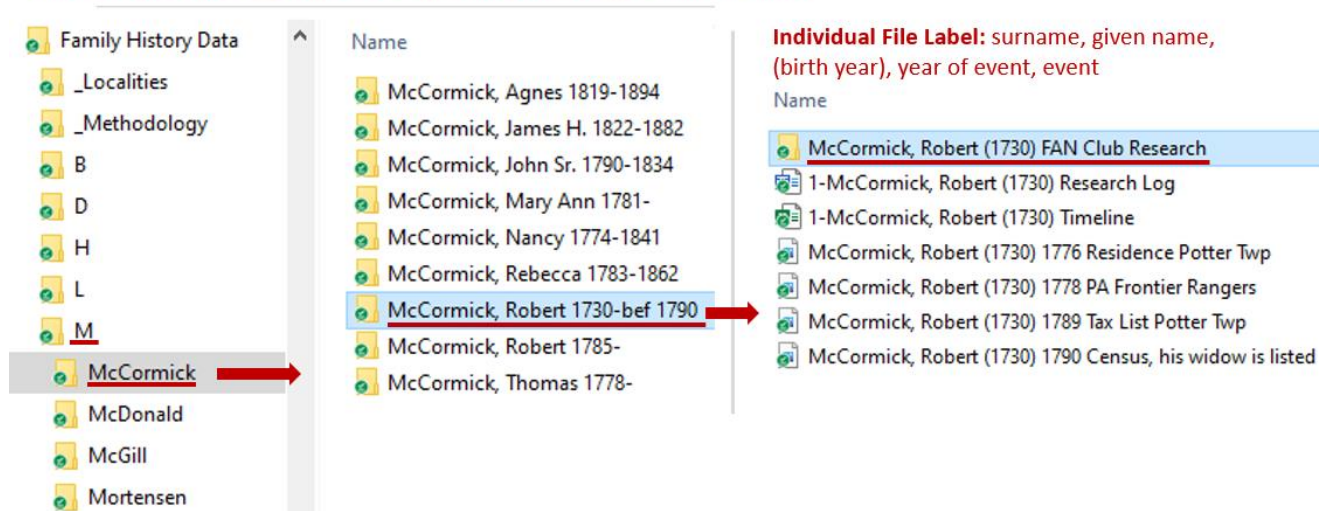 Family History Data
_Localities
_Methodology
B
D
H
L
M
McCormick
McDonald
McGill
Mortensen
Name
McCormick, Agnes 1819-1894
McCormick, James H. 1822-1882
McCormick, John Sr. 1790-1834
McCormick, Mary Ann 1781-
McCormick, Nancy 1774-1841
McCormick, Rebecca 1783-1862
McCormick, Robert 1730-bef 1790
McCormick, Robert 1785-
McCormick, Thomas 1778-
Individual File Label: surname, given name,
(birth year), year of event, event
Name
McCormick, Robert (1730) FAN Club Research
1-McCormick, Robert (1730) Research Log
1-McCormick, Robert (1730) Timeline
McCormick, Robert (1730) 1776 Residence Potter Twp
McCormick, Robert (1730) 1778 PA Frontier Rangers
McCormick, Robert (1730) 1789 Tax List Potter Twp
McCormick, Robert (1730) 1790 Census, his widow is listed